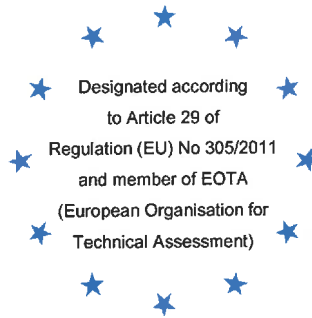 Designated according
to Article 29 of
Regulation (EU) No 305/2011
and member of EOTA
(European Organisation for
Technical Assessment)